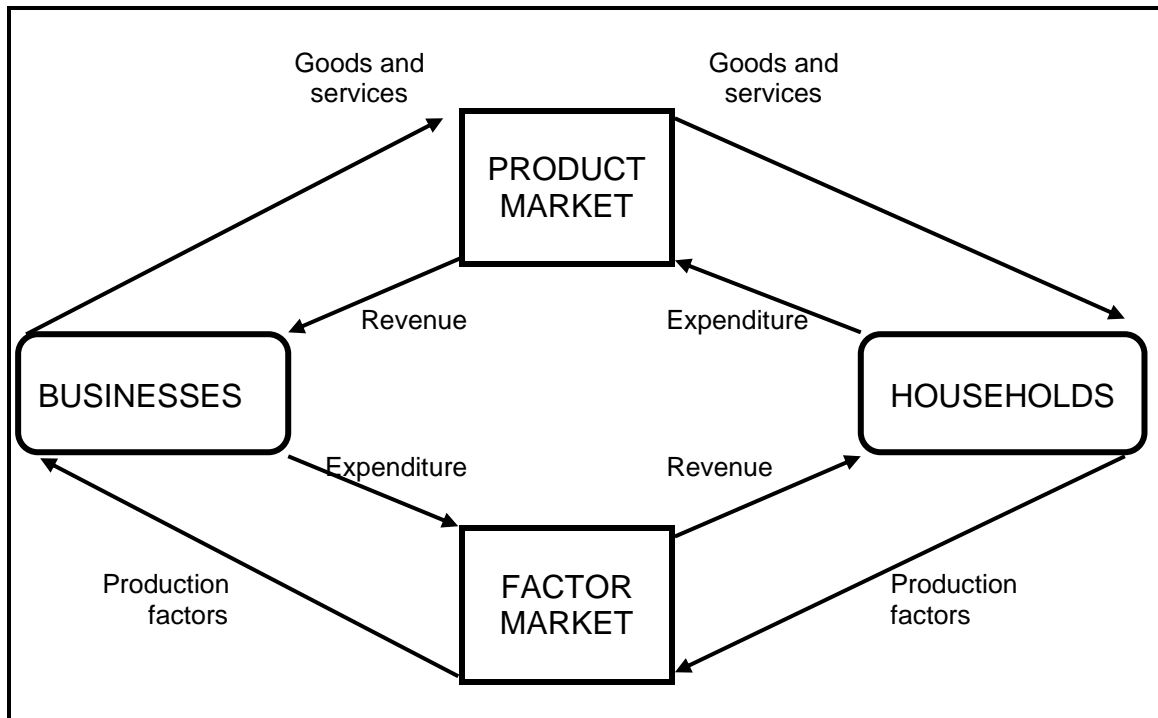 Goods and
services
Goods and
services
PRODUCT
MARKET
Revenue
Expenditure
BUSINESSES
HOUSEHOLDS
Expenditure
Revenue
Production
factors
FACTOR
MARKET
Production
factors